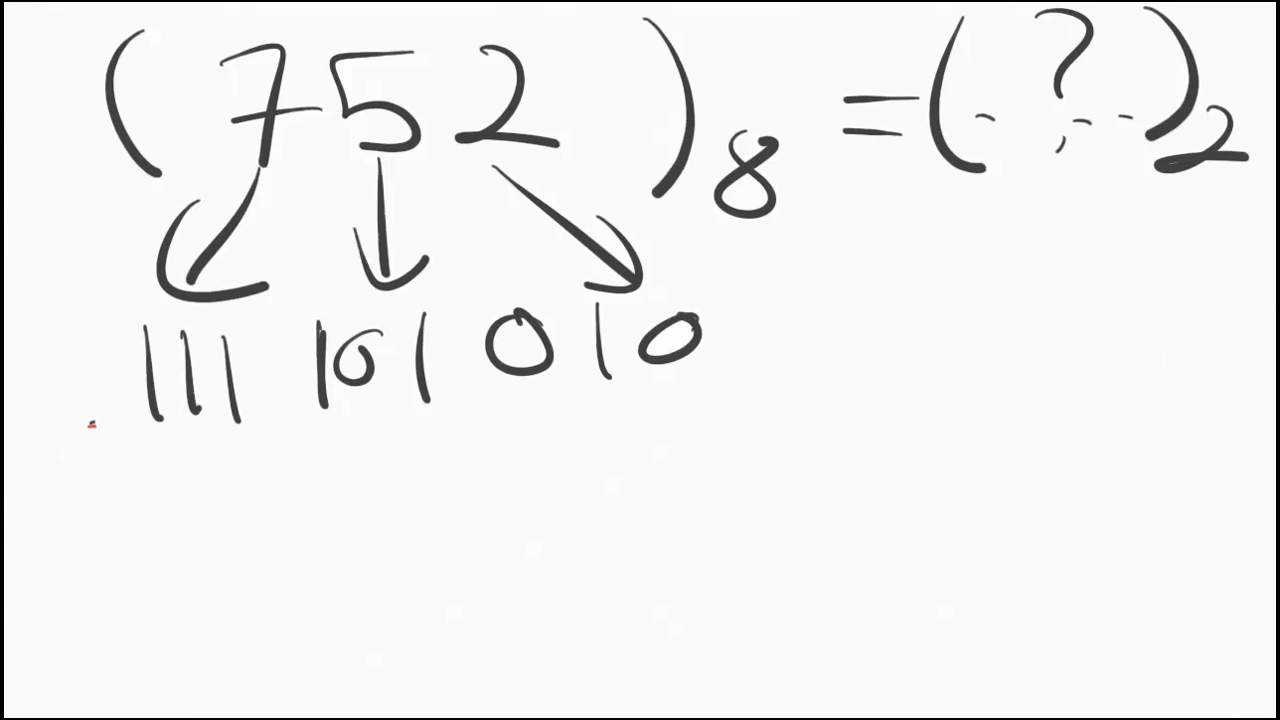 (752)8 = (?)2
111 101 010